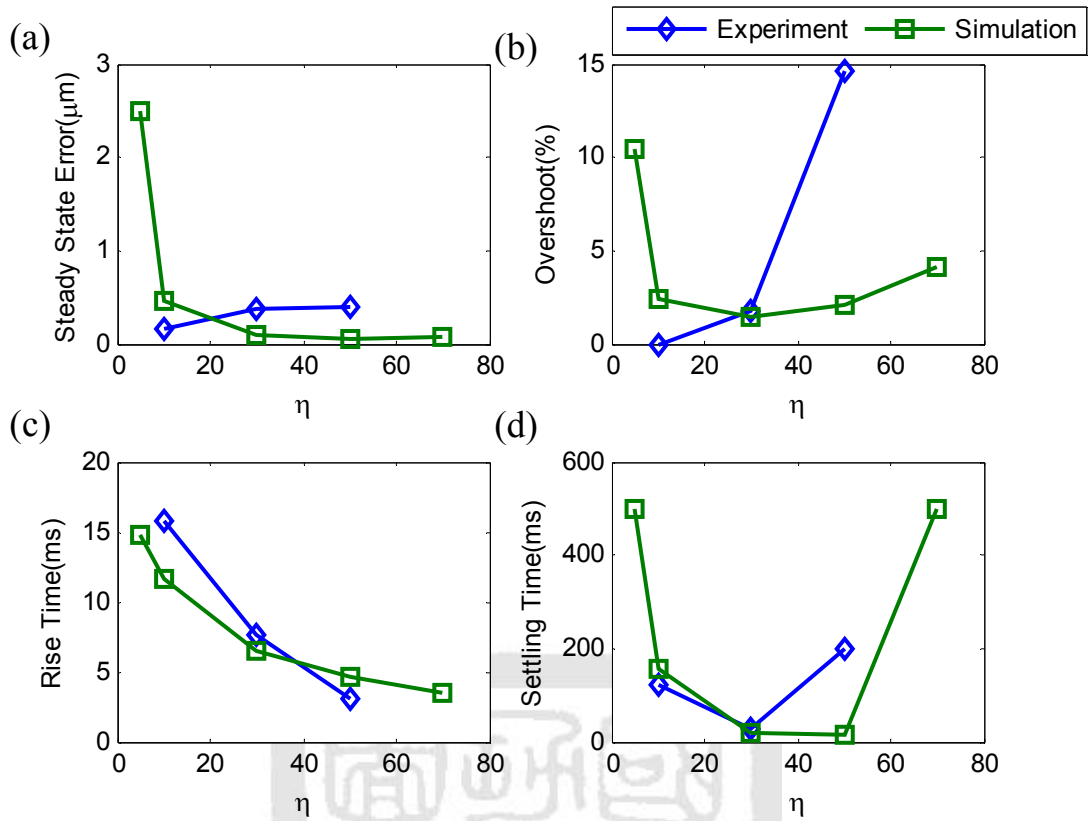 (a)
(b)
Experiment
Simulation
3
2
1
0
Steady State Error(μm)
0 20 40 60 80
η
15
10
5
0
Overshoot(%)
0 20 40 60 80
η
(c)
(d)
20
15
10
5
0
Rise Time(ms)
0 20 40 60 80
η
600
400
200
0
Settling Time(ms)
0 20 40 60 80
η